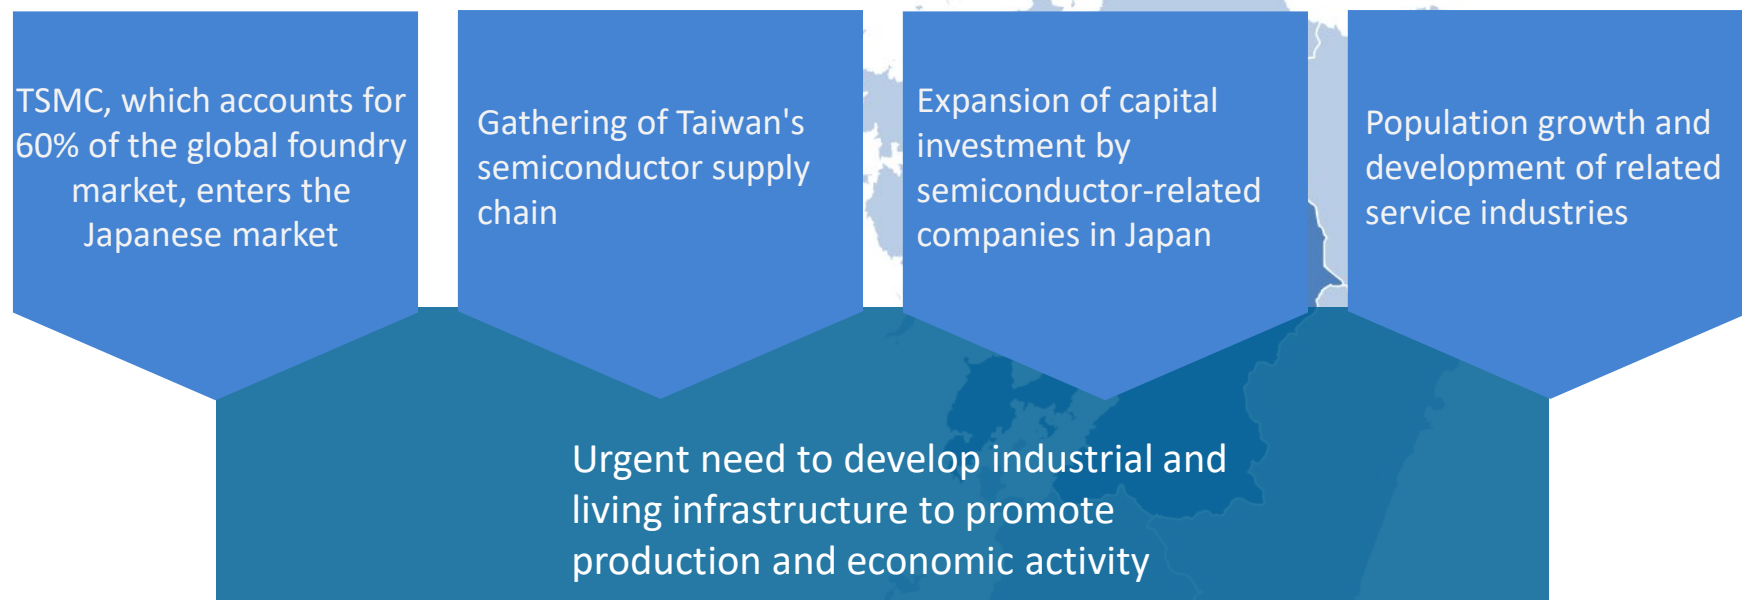 TSMC, which accounts for
60% of the global foundry
market, enters the
Japanese market
Gathering of Taiwan's
semiconductor supply
chain
Expansion of capital
investment by
semiconductor-related
companies in Japan
Population growth and
development of related
service industries
Urgent need to develop industrial and
living infrastructure to promote
production and economic activity